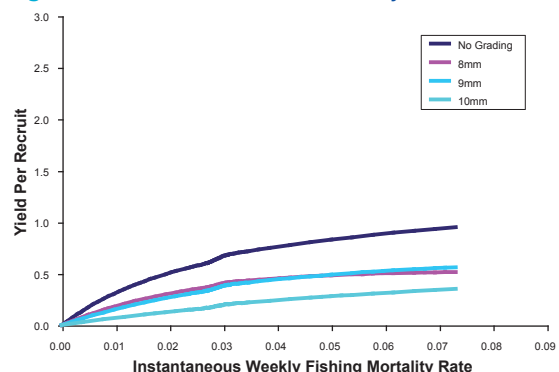 3.0
2.5
2.0
1.5
1.0
0.5
0.0
Yield Per Recruit
No Grading
8mm
9mm
10mm
0.00 0.01 0.02 0.03 0.04 0.05 0.06 0.07 0.08 0.09
Instantaneous Weekly Fishing Mortality Rate